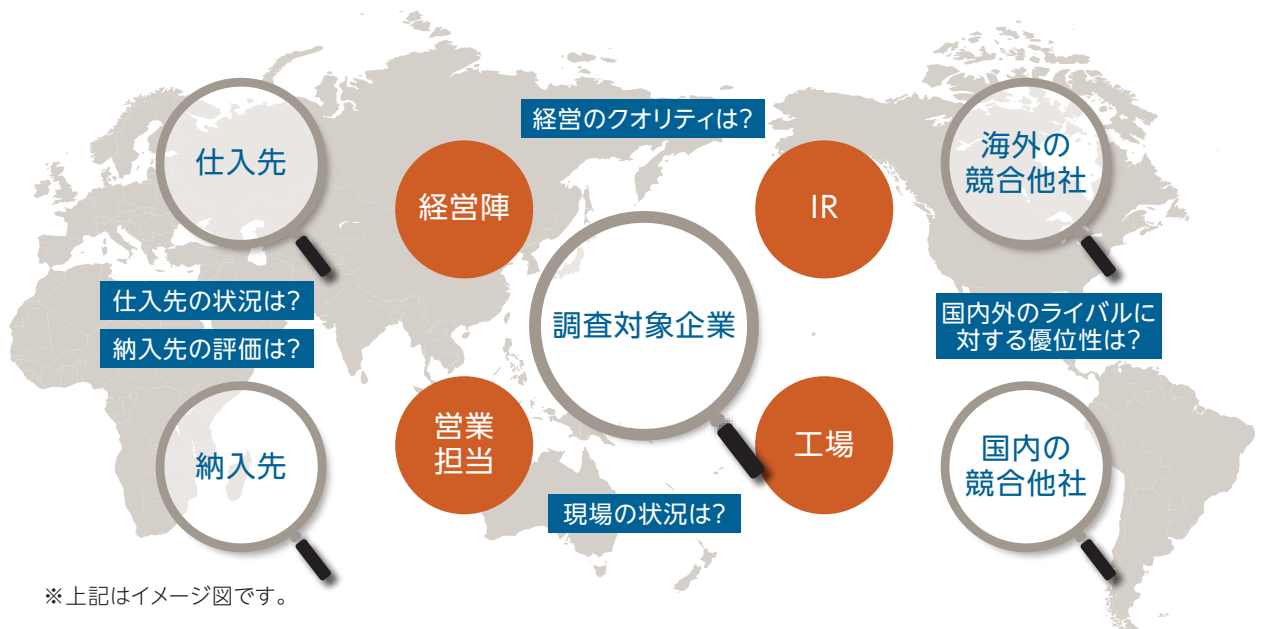 経営のクオリティは?
仕入先
経営陣
IR
海外の
競合他社
仕入先の状況は?
納入先の評価は?
調査対象企業
国内外のライバルに
対する優位性は?
納入先
営業
担当
工場
国内の
競合他社
現場の状況は?
※上記はイメージ図です。